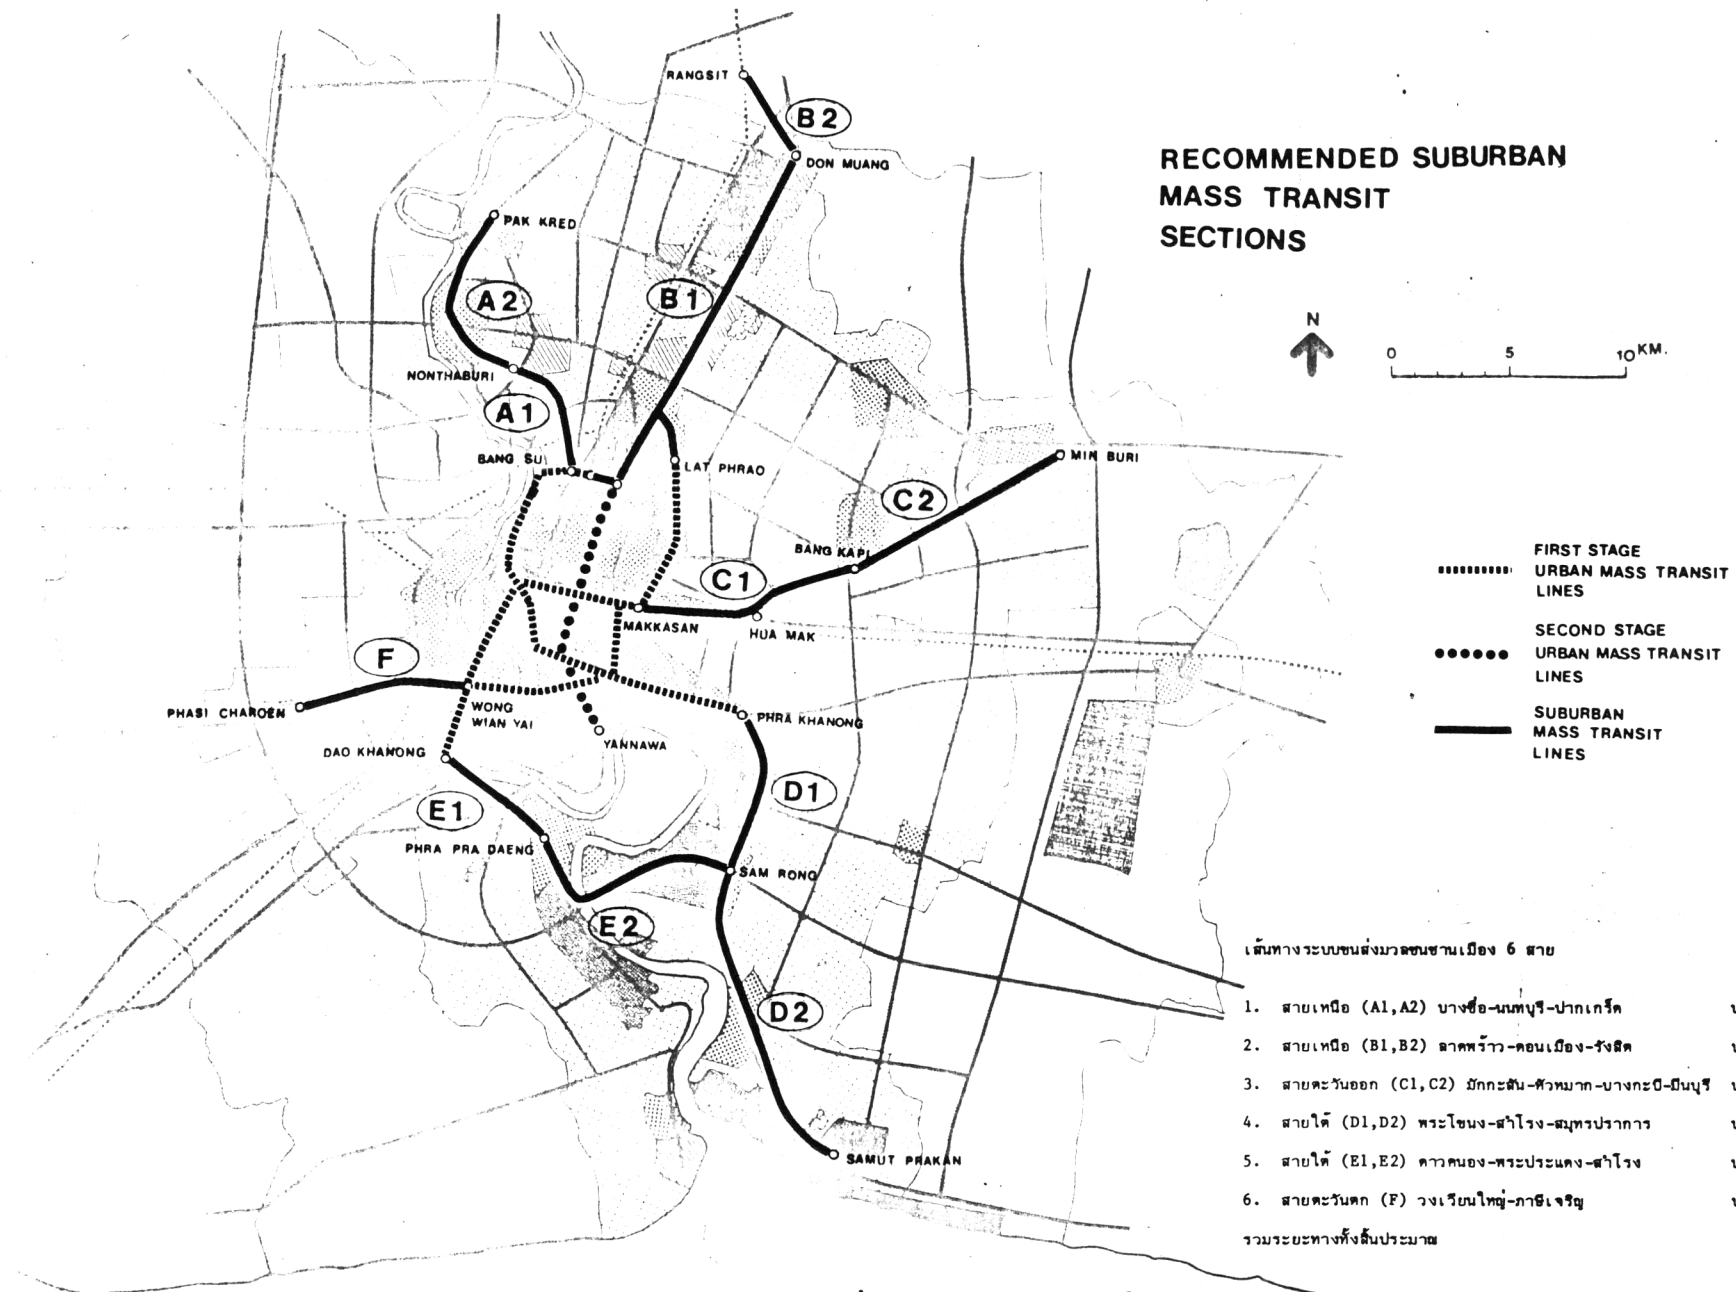 RECOMMENDED SUBURBAN
MASS TRANSIT
SECTIONS
N
0 5 10 KM.
RANGSIT
B2
DON MUANG
PAK KRED
A2
B1
NONTHABURI
A1
BANG SU
LAT PHRAO
MIN BURI
C2
BANG KAPI
C1
MAKKASAN
HUA MAK
F
PHASI CHAROEN
WONG
WIAN YAI
PHRA KHANONG
DAO KHANONG
YANNAWA
E1
D1
PHRA PRA DAENG
SAM RONG
E2
D2
SAMUT PRAKAN
FIRST STAGE
URBAN MASS TRANSIT
LINES
SECOND STAGE
URBAN MASS TRANSIT
LINES
SUBURBAN
MASS TRANSIT
LINES
เส้นทางระบบขนส่งมวลชนชานเมือง 6 สาย
1. สายเหนือ (A1,A2) บางซื่อ-นนทบุรี-ปากเกร็ด
2. สายเหนือ (B1,B2) ลาดพร้าว-ดอนเมือง-รังสิต
3. สายตะวันออก (C1,C2) มักกะสัน-หัวหมาก-บางกะปิ-มีนบุรี
4. สายใต้ (D1,D2) พระโขนง-สำโรง-สมุทรปราการ
5. สายใต้ (E1,E2) ดาวคนอง-พระประแดง-สำโรง
6. สายตะวันตก (F) วงเวียนใหญ่-ภาษีเจริญ
รวมระยะทางทั้งสิ้นประมาณ